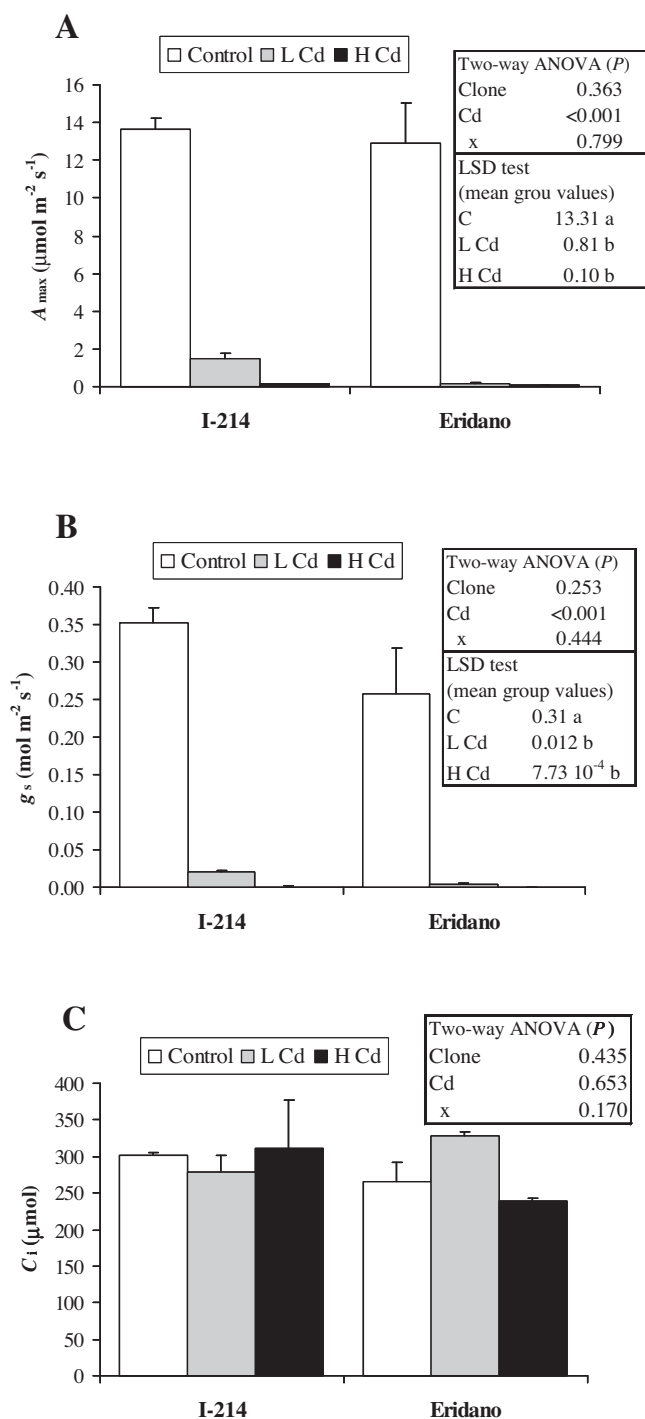 A
Control L Cd H Cd
Two-way ANOVA (P)
Clone 0.363
Cd <0.001
x 0.799
LSD test
(mean grou values)
C 13.31 a
L Cd 0.81 b
H Cd 0.10 b
16
14
12
10
8
6
4
2
0
A max (µmol m-2 s-1)
I-214 Eridano
B
Control L Cd H Cd
Two-way ANOVA (P)
Clone 0.253
Cd <0.001
x 0.444
LSD test
(mean group values)
C 0.31 a
L Cd 0.012 b
H Cd 7.73 10-4 b
0.40
0.35
0.30
0.25
0.20
0.15
0.10
0.05
0.00
g s (mol m-2 s-1)
I-214 Eridano
C
Control L Cd H Cd
Two-way ANOVA (P)
Clone 0.435
Cd 0.653
x 0.170
400
350
300
250
200
150
100
50
0
C i (µmol)
I-214 Eridano